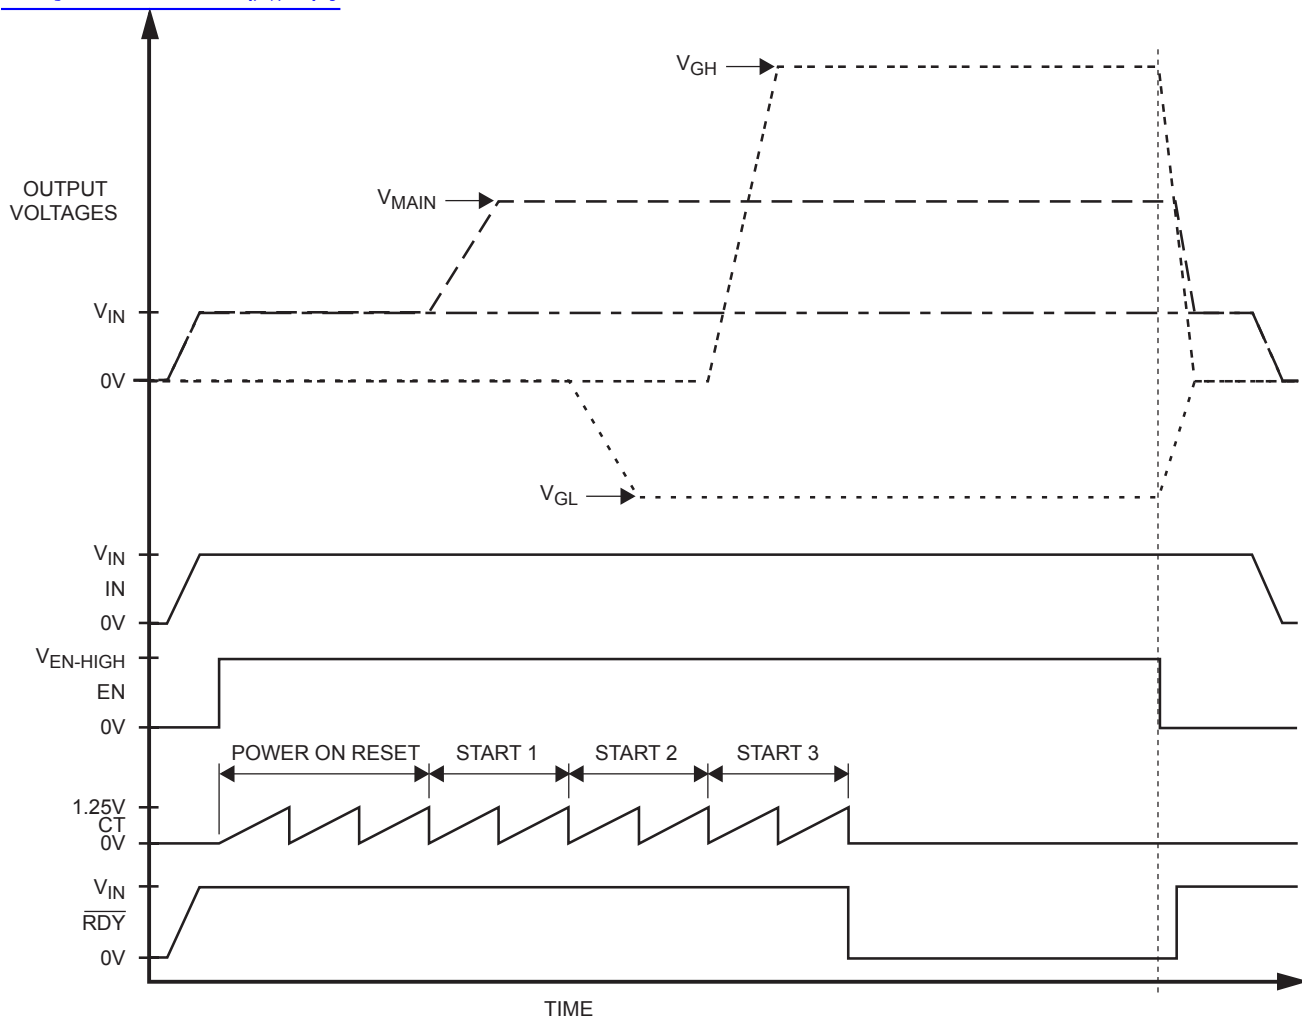 V_GH
OUTPUT
VOLTAGES
V_MAIN
V_IN
0V
V_GL
V_IN
IN
0V
V_EN-HIGH
EN
0V
POWER ON RESET START 1 START 2 START 3
1.25V
CT
0V
V_IN
RDY
0V
TIME